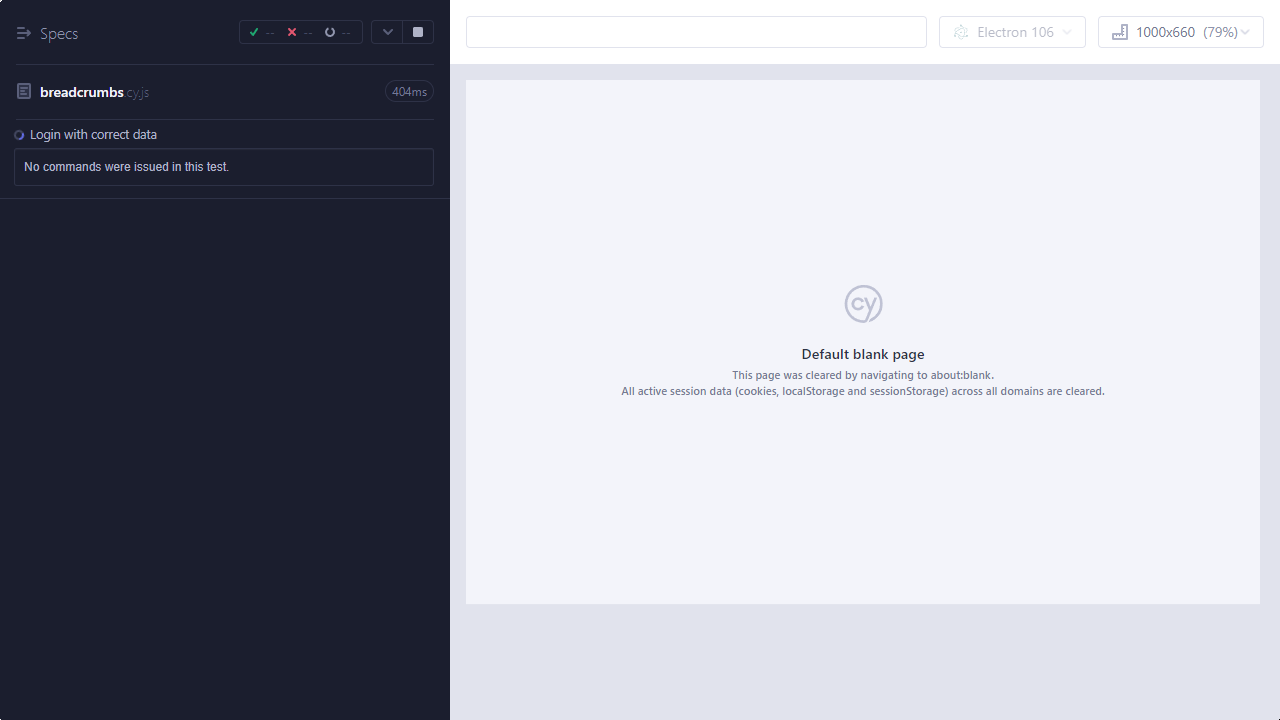 Specs
--
--
--
breadcrumbs cy.js
404ms
Login with correct data
No commands were issued in this test.
Electron 106
1000x660 (79%)
cy
Default blank page
This page was cleared by navigating to about:blank.
All active session data (cookies, localStorage and sessionStorage) across all domains are cleared.